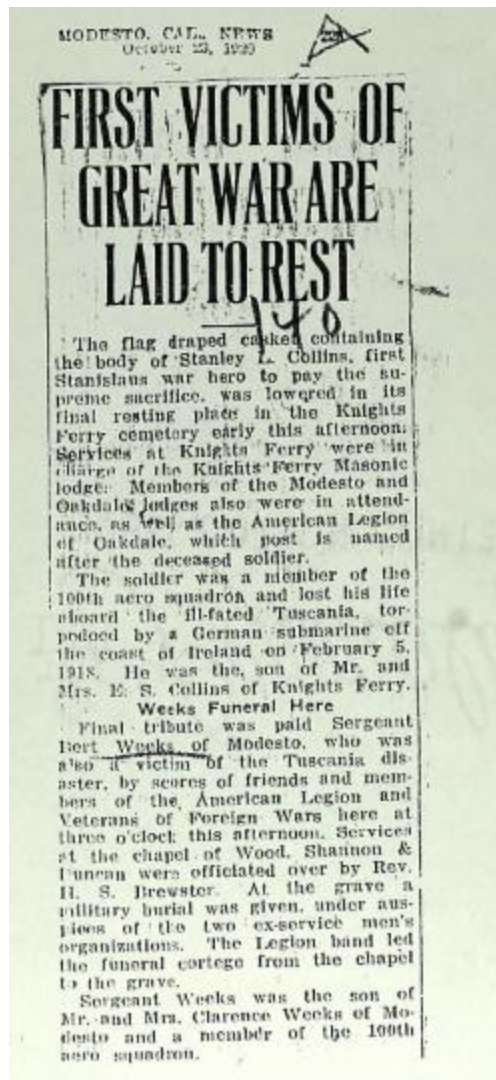 MODESTO, CAL., NEWS
October 23, 1920
FIRST VICTIMS OF
GREAT WAR ARE
LAID TO REST
140
The flag draped casket containing
the body of Stanley L. Collins, first
Stanislaus war hero to pay the su-
preme sacrifice, was lowered in its
final resting place in the Knights
Ferry cemetery early this afternoon.
Services at Knights Ferry were in
charge of the Knights Ferry Masonic
lodge. Members of the Modesto and
Oakdale lodges also were in attend-
ance, as well as the American Legion
of Oakdale, which post is named
after the deceased soldier.
The soldier was a member of the
100th aero squadron and lost his life
aboard the ill-fated Tuscania, tor-
pedoed by a German submarine off
the coast of Ireland on February 5,
1918. He was the, son of Mr. and
Mrs. E. S. Collins of Knights Ferry.
Weeks Funeral Here
Final tribute was paid Sergeant
Bert Weeks of Modesto, who was
also a victim of the Tuscania dis-
aster, by scores of friends and mem-
bers of the American Legion and
Veterans of Foreign Wars here at
three o'clock this afternoon. Services
at the chapel of Wood, Shannon &
Duncan were officiated over by Rev.
H. S. Brewster. At the grave a
military burial was given, under aus-
pices of the two ex-service men's
organizations. The Legion band led
the funeral cortege from the chapel
to the grave.
Sergeant Weeks was the son of
Mr. and Mrs. Clarence Weeks of Mo-
desto and a member of the 100th
aero squadron.